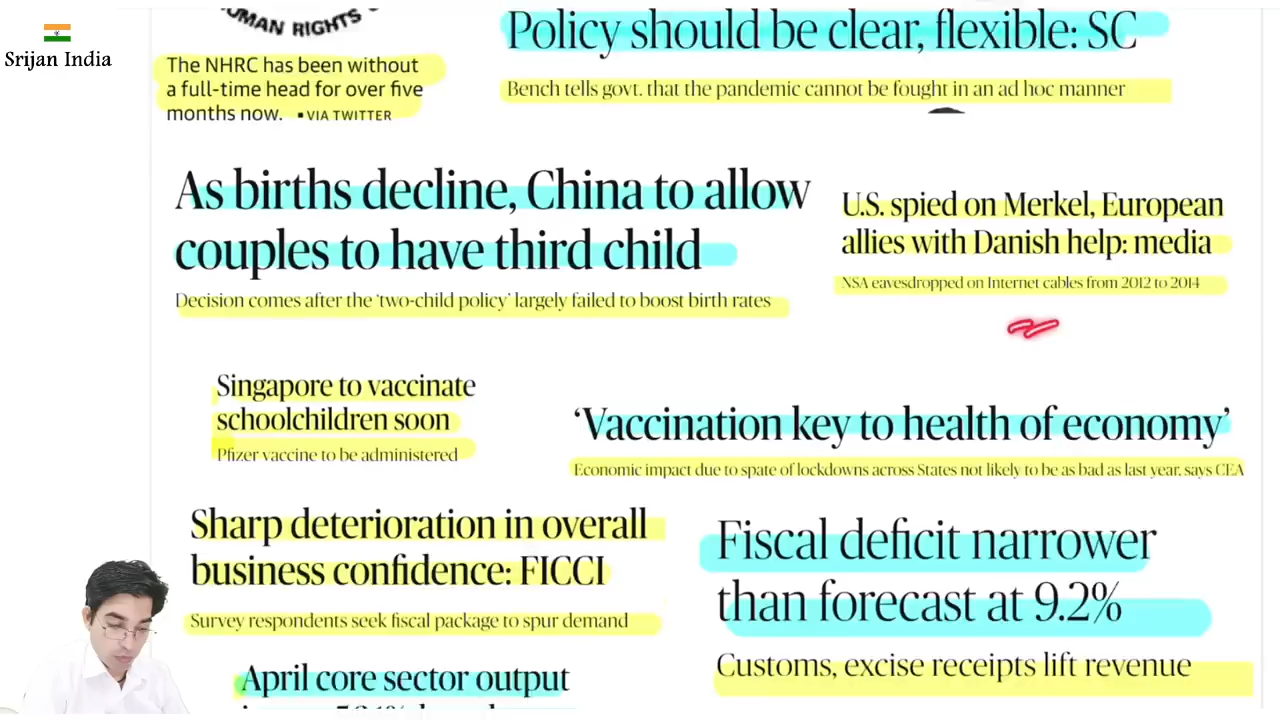 HUMAN RIGHTS
Srijan India
The NHRC has been without
a full-time head for over five
months now. ▪ VIA TWITTER
Policy should be clear, flexible: SC
Bench tells govt. that the pandemic cannot be fought in an ad hoc manner
As births decline, China to allow
couples to have third child
Decision comes after the ‘two-child policy’ largely failed to boost birth rates
U.S. spied on Merkel, European
allies with Danish help: media
NSA eavesdropped on Internet cables from 2012 to 2014
Singapore to vaccinate
schoolchildren soon
Pfizer vaccine to be administered
‘Vaccination key to health of economy’
Economic impact due to spate of lockdowns across States not likely to be as bad as last year, says CEA
Sharp deterioration in overall
business confidence: FICCI
Survey respondents seek fiscal package to spur demand
Fiscal deficit narrower
than forecast at 9.2%
Customs, excise receipts lift revenue
April core sector output